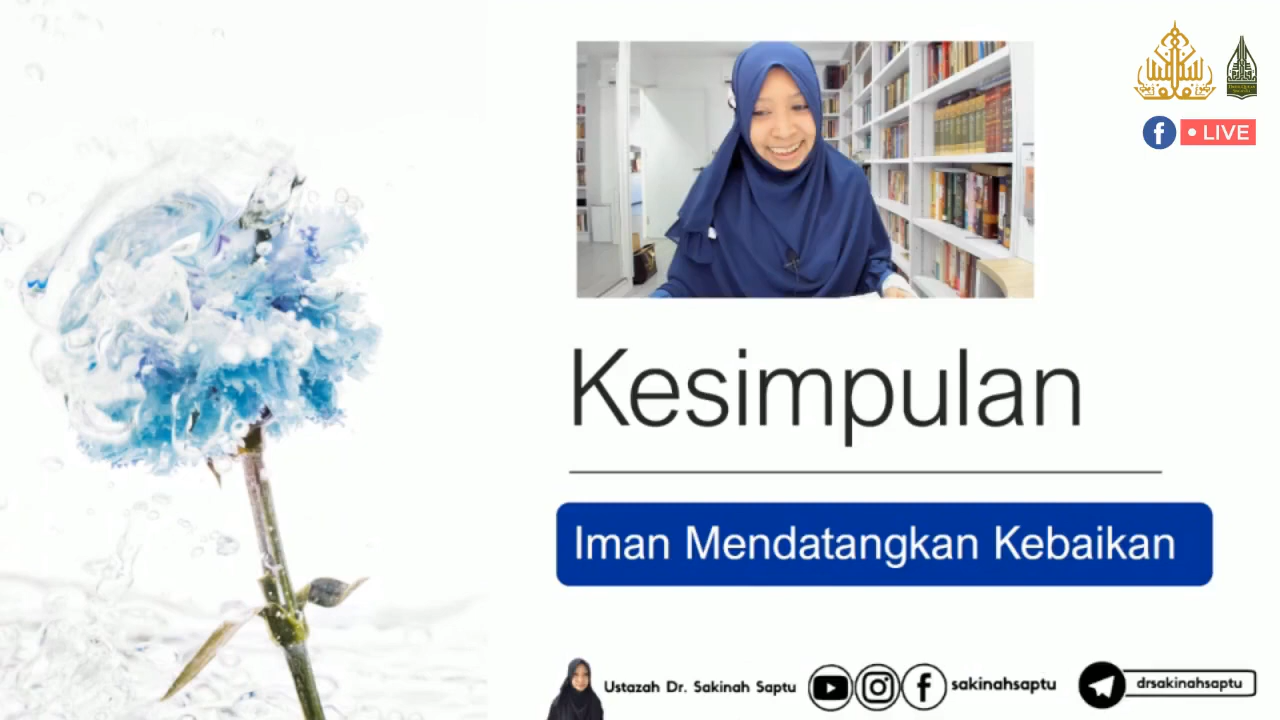 LIVE
Kesimpulan
Iman Mendatangkan Kebaikan
Ustazah Dr. Sakinah Saptu
sakinahsaptu
drsakinahsaptu